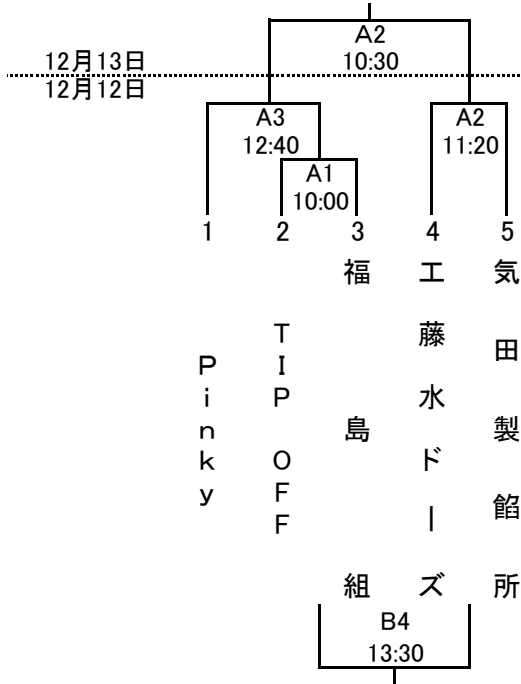 A2
10:30
12月13日
12月12日
A3
12:40
A2
11:20
A1
10:00
1
2
3
4
5
Pinky
TIP OFF
福島組
工藤水ドーズ
気田製餡所
B4
13:30